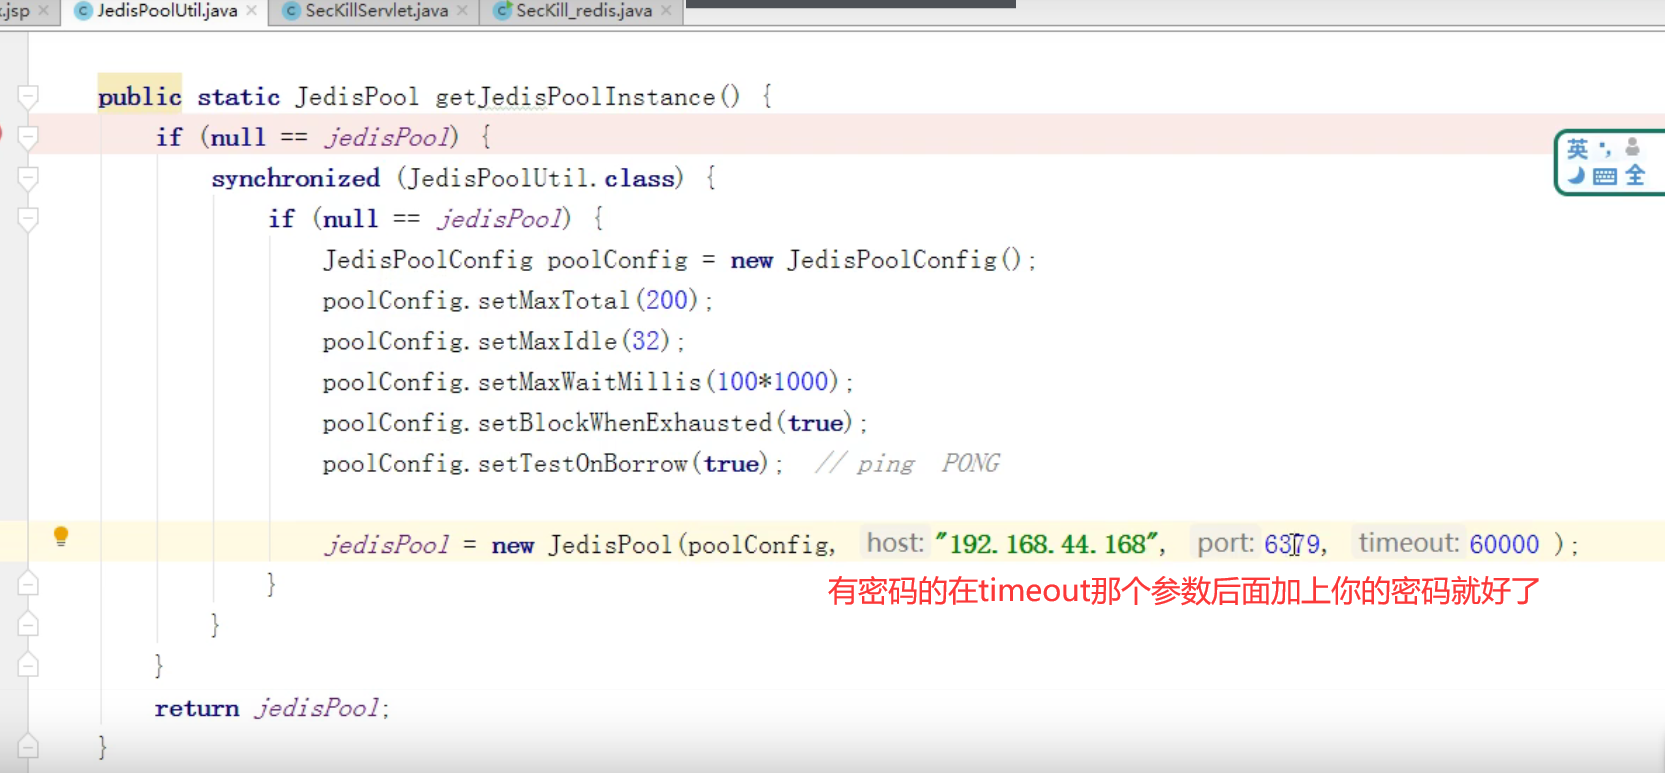 .jsp × JedisPoolUtil.java × SecKillServlet.java × SecKill_redis.java ×
public static JedisPool getJedisPoolInstance() {
if (null == jedisPool) {
英
synchronized (JedisPoolUtil.class) {
全
if (null == jedisPool) {
JedisPoolConfig poolConfig = new JedisPoolConfig();
poolConfig.setMaxTotal(200);
poolConfig.setMaxIdle(32);
poolConfig.setMaxWaitMillis(100*1000);
poolConfig.setBlockWhenExhausted(true);
poolConfig.setTestOnBorrow(true); // ping PONG
jedisPool = new JedisPool(poolConfig, host: "192.168.44.168", port: 6379, timeout: 60000 );
有密码的在timeout那个参数后面加上你的密码就好了
}
}
}
return jedisPool;
}